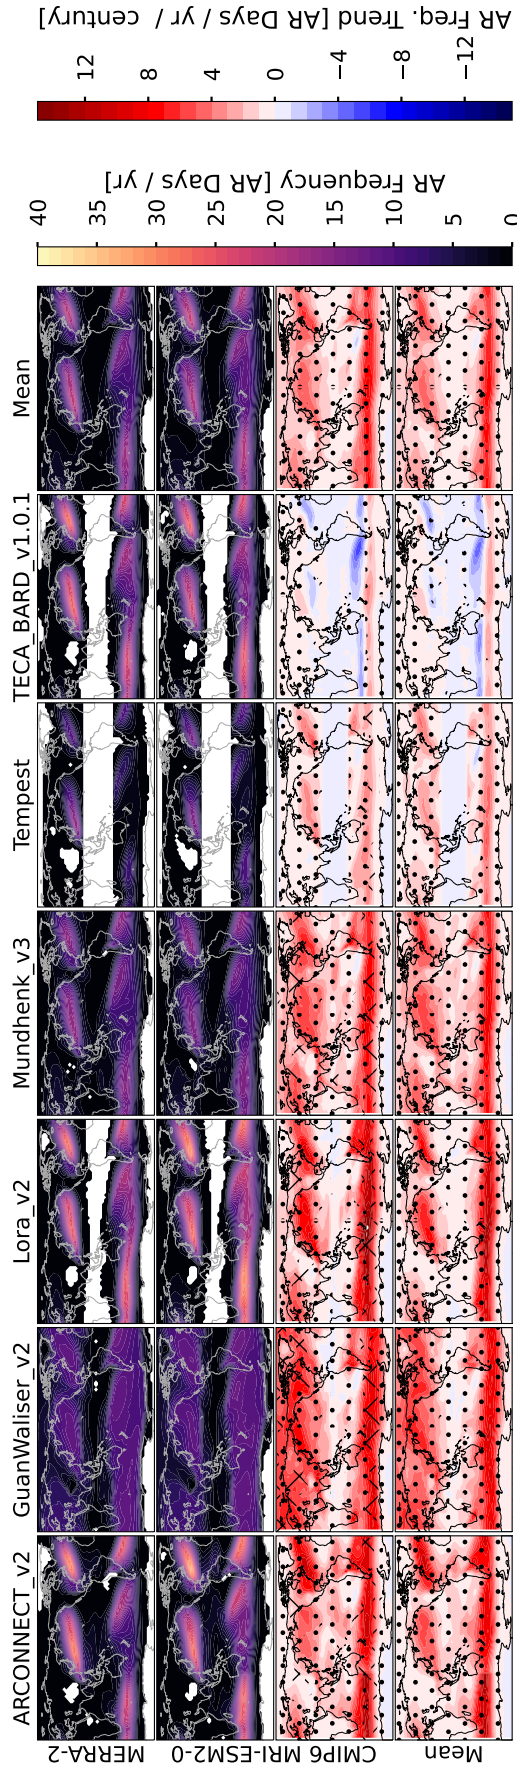 ARCONNECT_v2
GuanWaliser_v2
Lora_v2
Mundhenk_v3
Tempest
TECA_BARD_v1.0.1
Mean
MERRA-2
CMIP6 MRI-ESM2-0
Mean
40
35
30
25
20
15
10
5
0
AR Frequency [AR Days / yr]
12
8
4
0
−4
−8
−12
AR Freq. Trend [AR Days / yr / century]